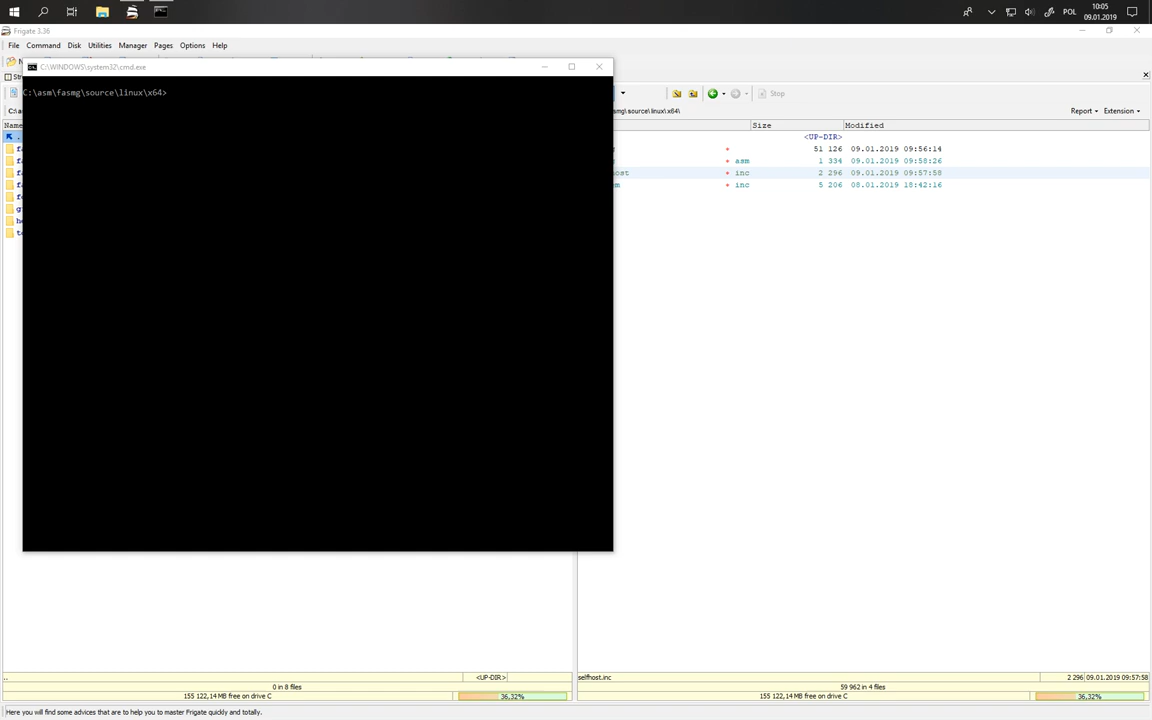 POL
10:05
09.01.2019
Frigate 3.36
File Command Disk Utilities Manager Pages Options Help
C:\WINDOWS\system32\cmd.exe
C:\asm\fasmg\source\linux\x64>
Stop
\source\linux\x64\
Report Extension
Size Modified
<UP-DIR>
51 126 09.01.2019 09:56:14
* asm 1 334 09.01.2019 09:58:26
* inc 2 296 09.01.2019 09:57:58
* inc 5 206 08.01.2019 18:42:16
.. <UP-DIR>
selfhost.inc 2 296 09.01.2019 09:57:58
0 in 8 files
59 962 in 4 files
155 122,14 MB free on drive C 36,32%
155 122,14 MB free on drive C 36,32%
Here you will find some advices that are to help you to master Frigate quickly and totally.